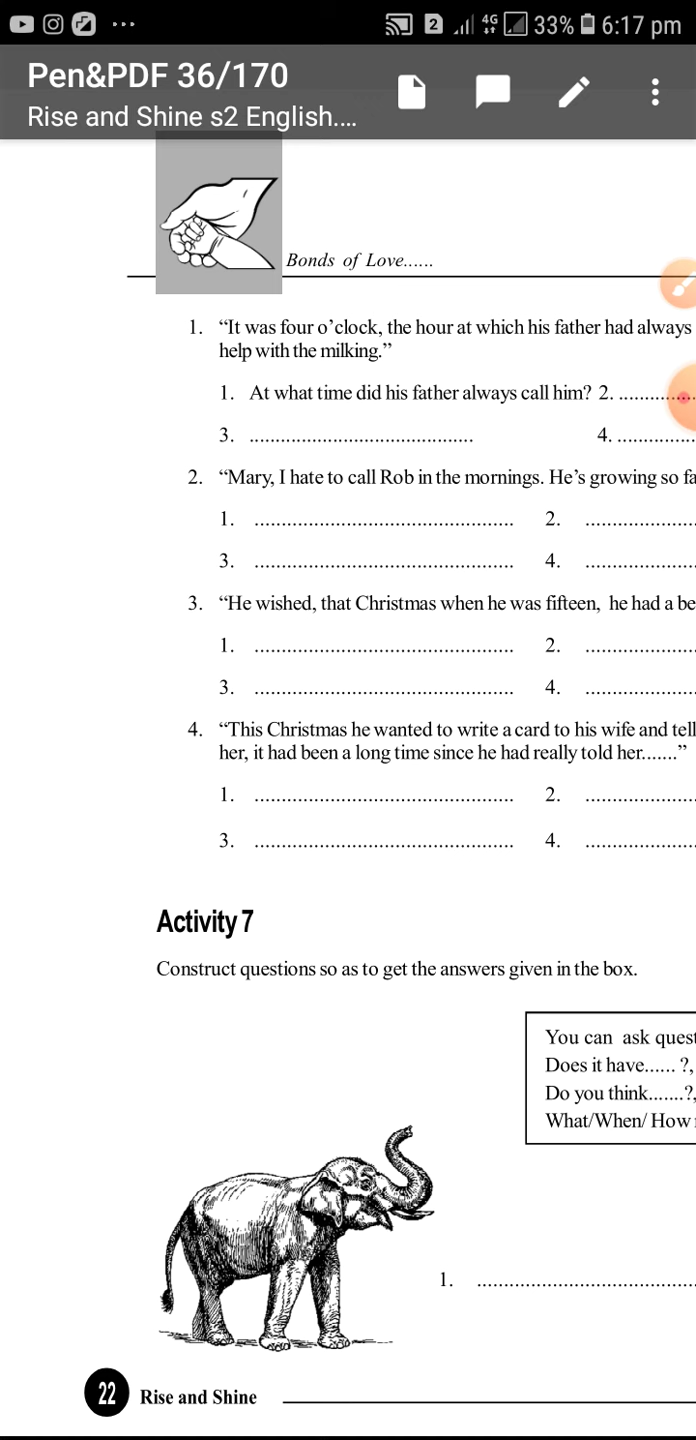 2 4G 33% 6:17 pm
Pen&PDF 36/170
Rise and Shine s2 English....
Bonds of Love......
1. “It was four o’clock, the hour at which his father had always
help with the milking.”
1. At what time did his father always call him? 2. ................
3. ........................................... 4. ...............
2. “Mary, I hate to call Rob in the mornings. He’s growing so fa
1. .................................................. 2. .....................
3. .................................................. 4. .....................
3. “He wished, that Christmas when he was fifteen, he had a be
1. .................................................. 2. .....................
3. .................................................. 4. .....................
4. “This Christmas he wanted to write a card to his wife and tell
her, it had been a long time since he had really told her.......”
1. .................................................. 2. .....................
3. .................................................. 4. .....................
Activity 7
Construct questions so as to get the answers given in the box.
You can ask quest
Does it have...... ?,
Do you think.......?,
What/When/ How
1. ..........................................
22 Rise and Shine